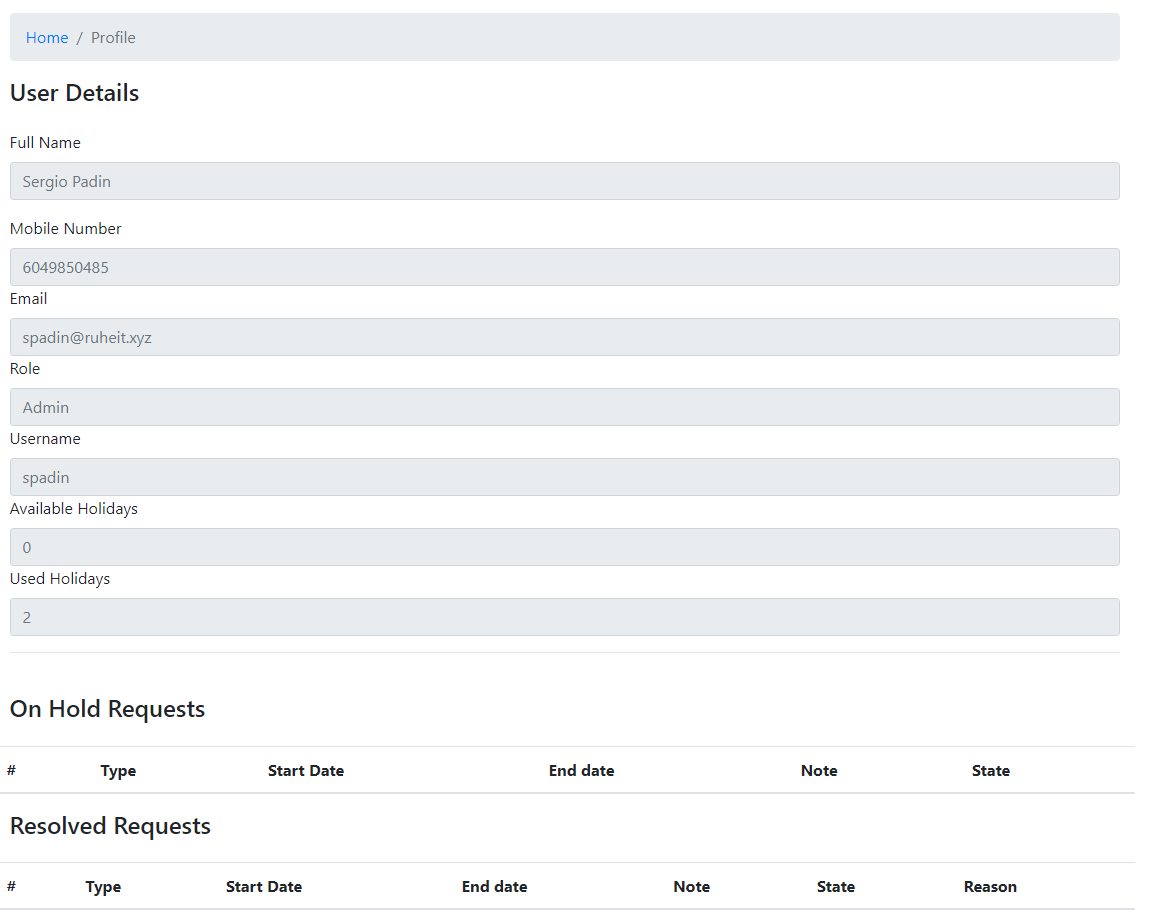 Home / Profile
User Details
Full Name
Sergio Padin
Mobile Number
6049850485
Email
spadin@ruheit.xyz
Role
Admin
Username
spadin
Available Holidays
0
Used Holidays
2
On Hold Requests
# Type Start Date End date Note State
Resolved Requests
# Type Start Date End date Note State Reason